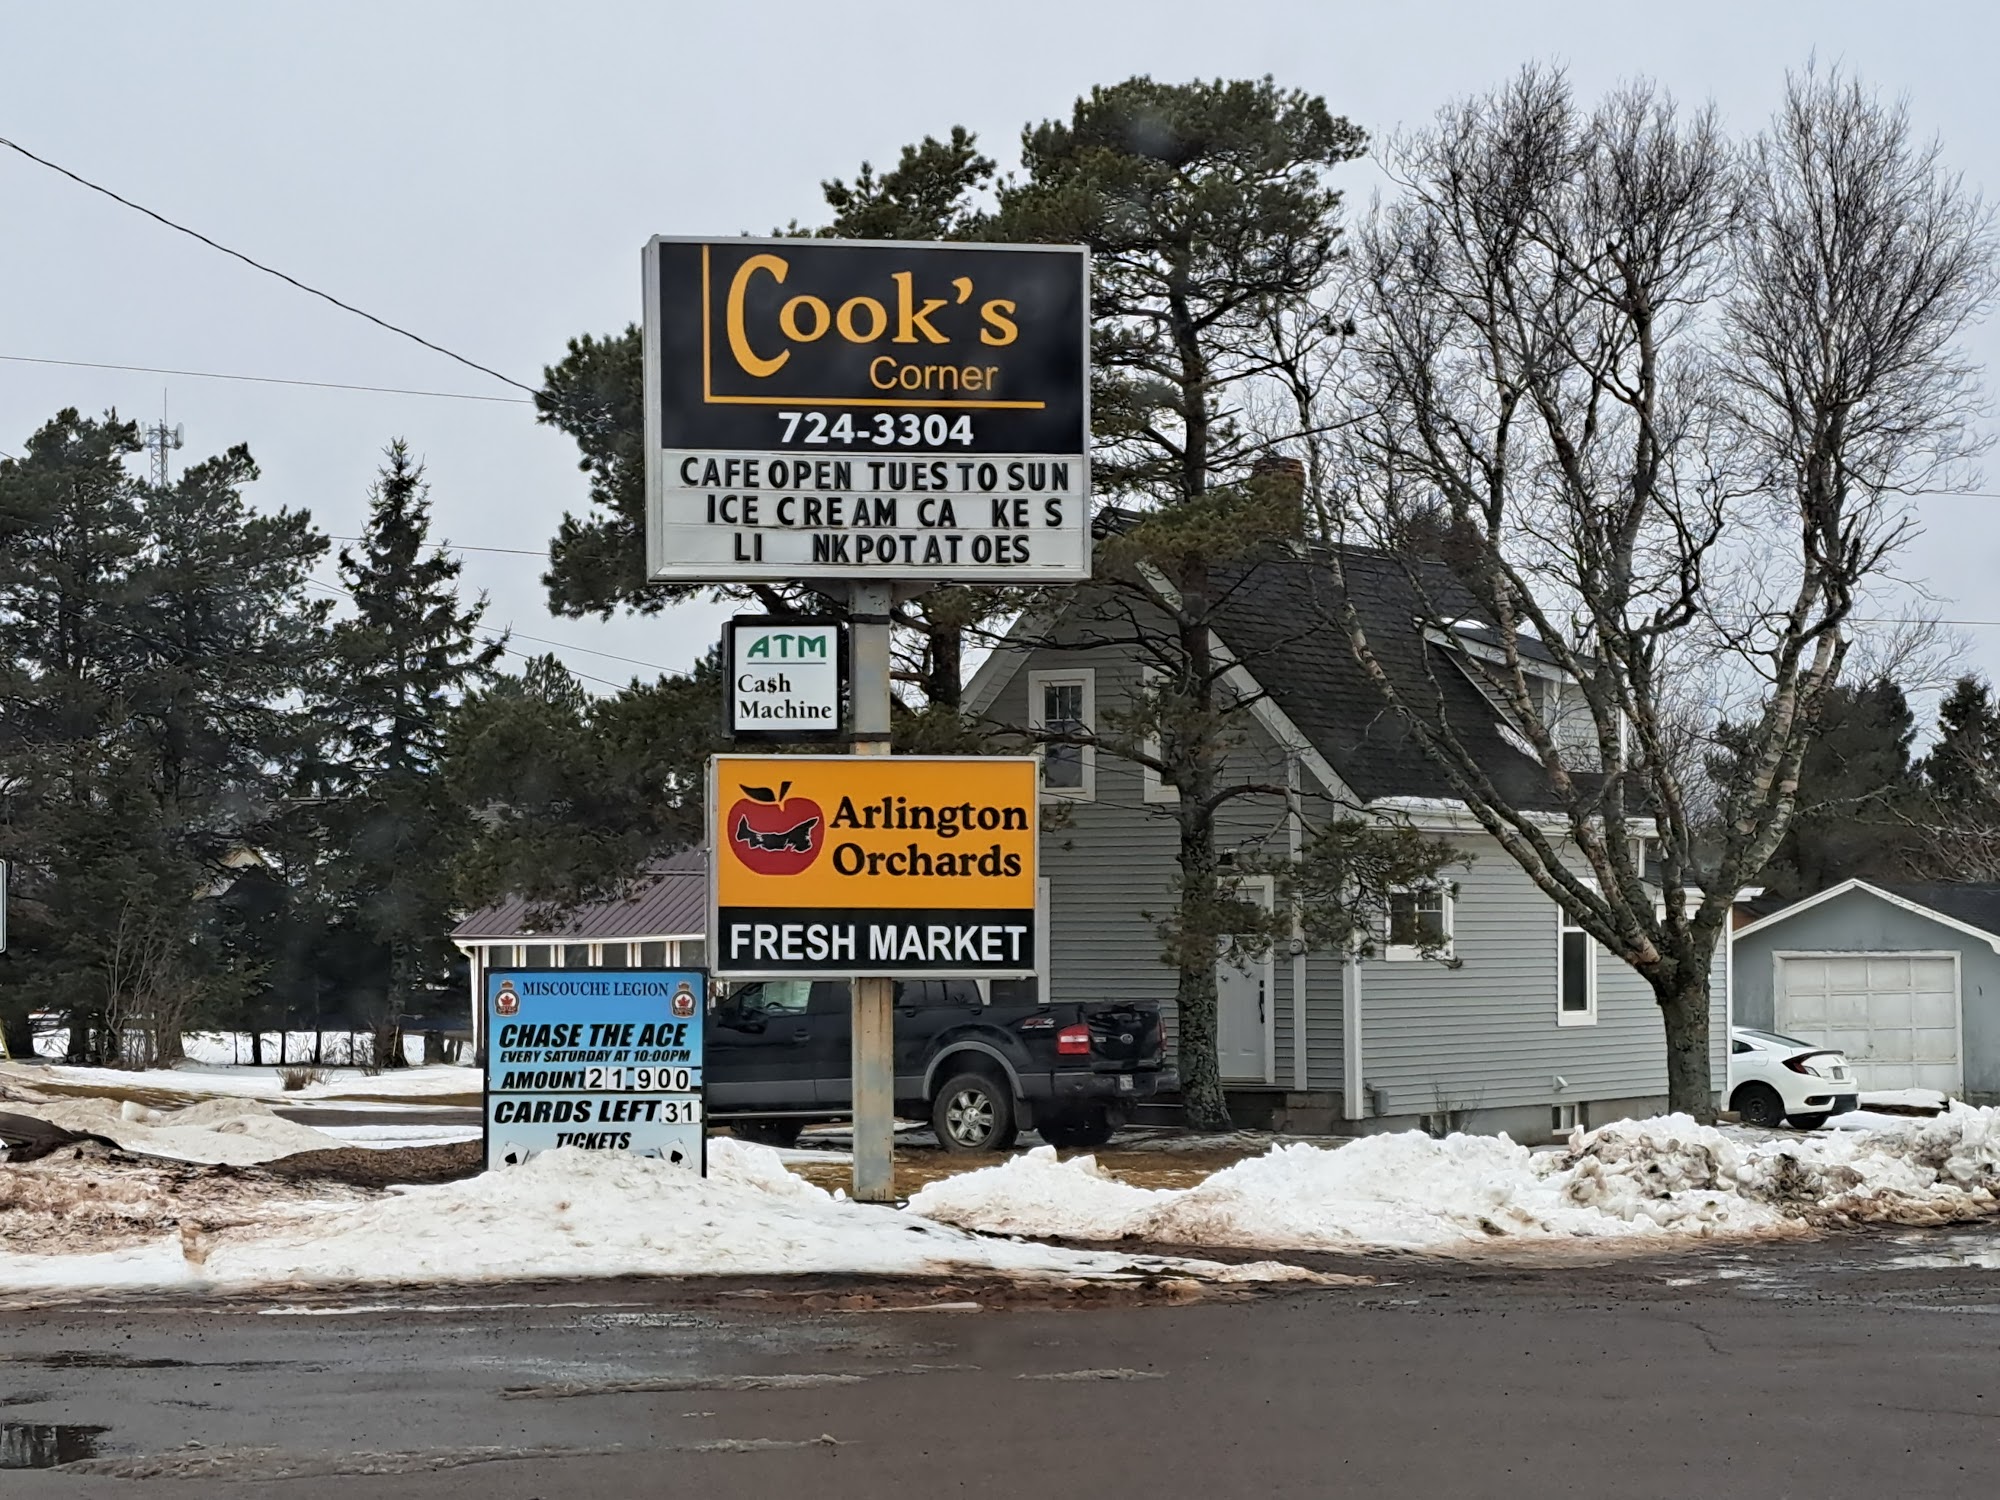 Cook's
Corner
724-3304
CAFE OPEN TUES TO SUN
ICE CREAM CA KE S
LI NK POTATOES
ATM
Ca$h
Machine
Arlington
Orchards
FRESH MARKET
MISCOUCHE LEGION
CHASE THE ACE
EVERY SATURDAY AT 10:00PM
AMOUNT 21,900
CARDS LEFT 31
TICKETS